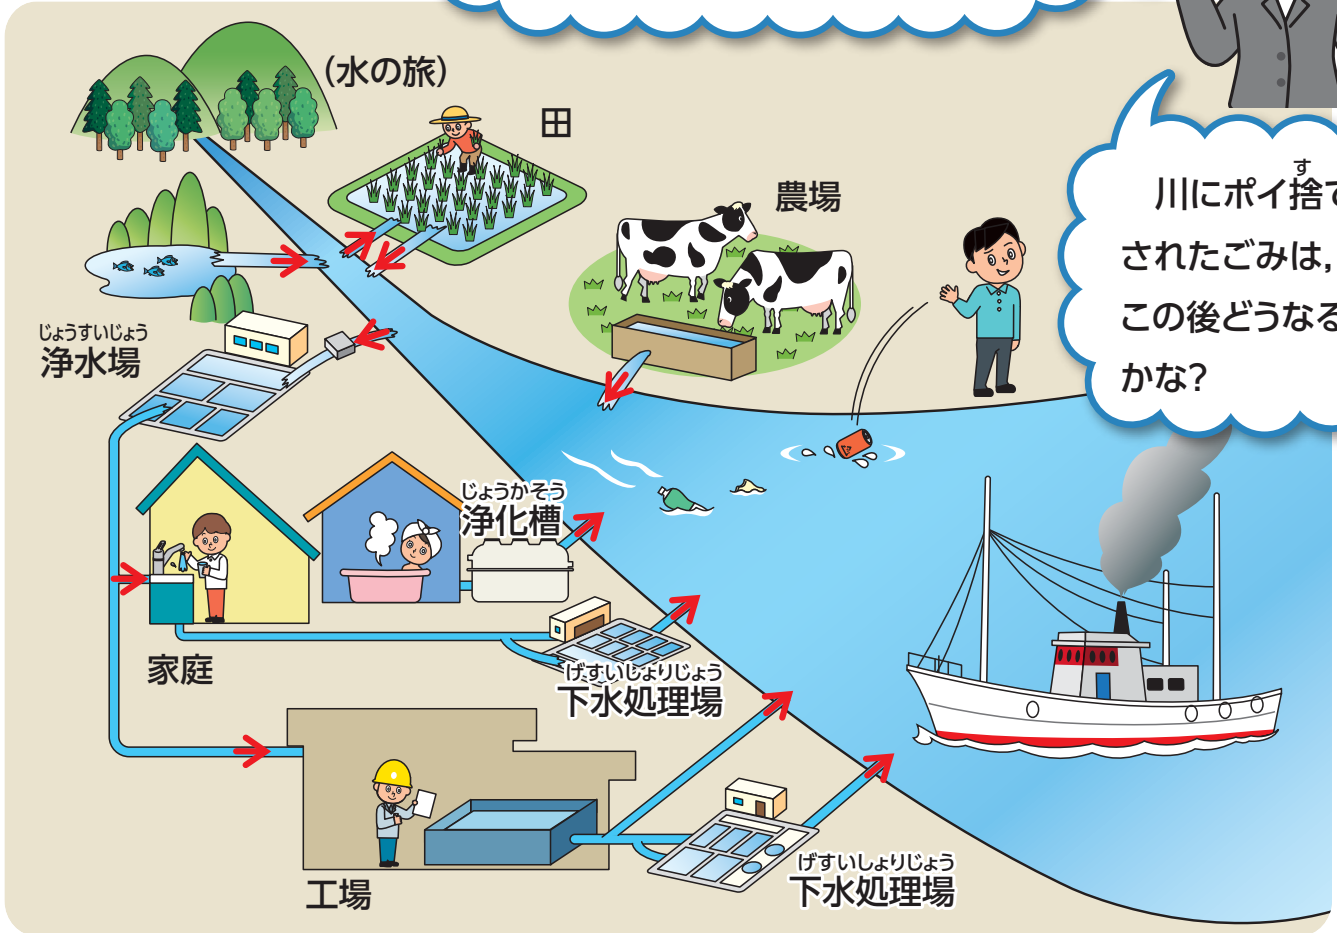 (水の旅)
田
農場
す
川にポイ捨て
されたごみは,
この後どうなる
かな?
じょうすいじょう
浄水場
じょうかそう
浄化槽
家庭
げすいしょりじょう
下水処理場
工場
げすいしょりじょう
下水処理場